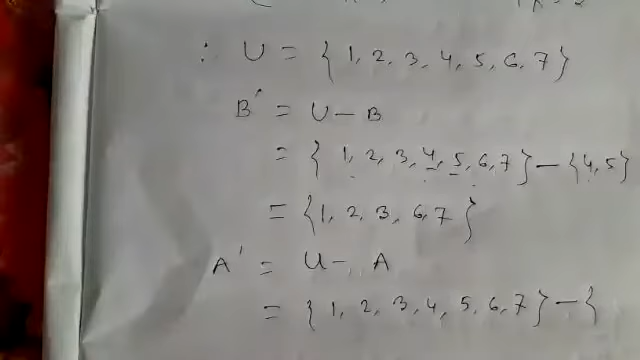 ∴ U = {1, 2, 3, 4, 5, 6, 7}
B' = U - B
= {1, 2, 3, 4, 5, 6, 7} - {4, 5}
= {1, 2, 3, 6, 7}
A' = U - A
= {1, 2, 3, 4, 5, 6, 7} - {